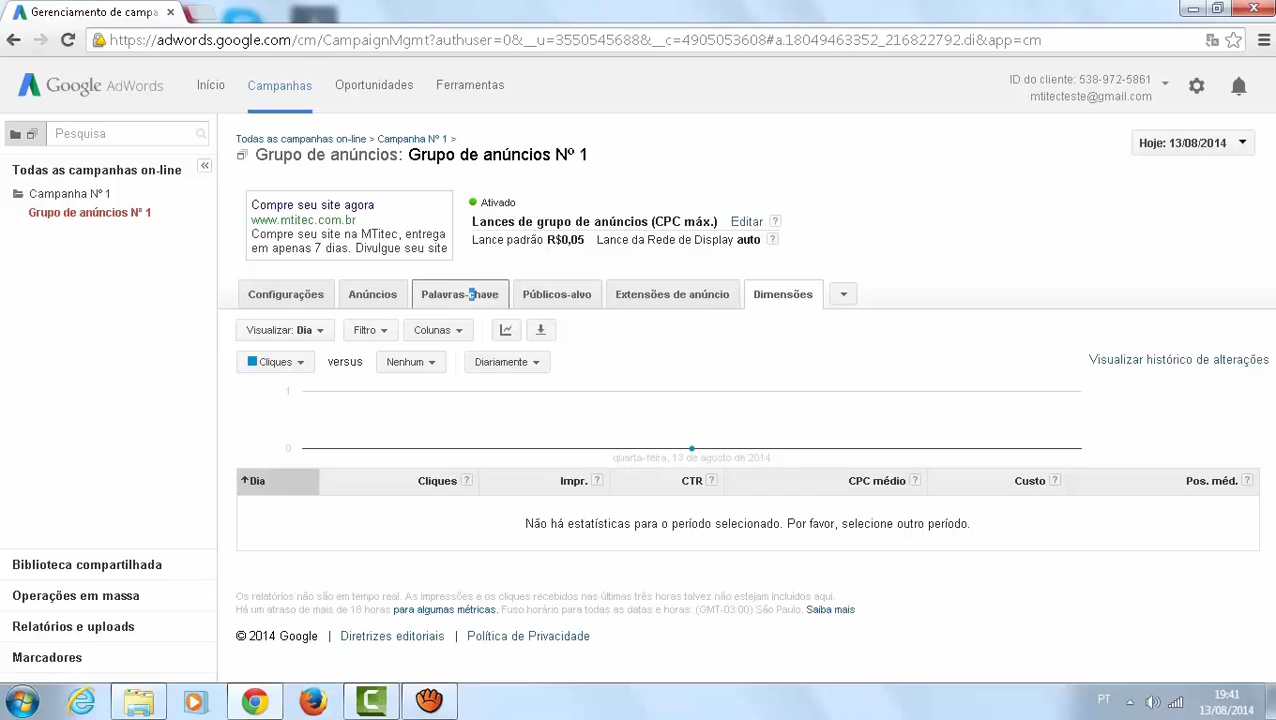 Gerenciamento de campa
https://adwords.google.com/cm/CampaignMgmt?authuser=0&__u=35505456888&__c=4905053608#a.18049463352_216822792.di&app=cm
Google AdWords
Início
Campanhas
Oportunidades
Ferramentas
ID do cliente: 538-972-5861
mtitecteste@gmail.com
Pesquisa
Todas as campanhas on-line
Campanha Nº 1
Grupo de anúncios Nº 1
Biblioteca compartilhada
Operações em massa
Relatórios e uploads
Marcadores
Todas as campanhas on-line > Campanha Nº 1 >
Grupo de anúncios: Grupo de anúncios Nº 1
Hoje: 13/08/2014
Compre seu site agora
www.mtitec.com.br
Compre seu site na MTitec, entrega
em apenas 7 dias. Divulgue seu site
Ativado
Lances de grupo de anúncios (CPC máx.) Editar ?
Lance padrão R$0,05 Lance da Rede de Display auto ?
Configurações
Anúncios
Palavras-chave
Públicos-alvo
Extensões de anúncio
Dimensões
Visualizar: Dia
Filtro
Colunas
Cliques
versus
Nenhum
Diariamente
Visualizar histórico de alterações
1
0
quarta-feira, 13 de agosto de 2014
Dia
Cliques ?
Impr. ?
CTR ?
CPC médio ?
Custo ?
Pos. méd. ?
Não há estatísticas para o período selecionado. Por favor, selecione outro período.
Os relatórios não são em tempo real. As impressões e os cliques recebidos nas últimas três horas talvez não estejam incluídos aqui.
Há um atraso de mais de 18 horas para algumas métricas. Fuso horário para todas as datas e horas: (GMT-03:00) São Paulo. Saiba mais
© 2014 Google | Diretrizes editoriais | Política de Privacidade
PT
19:41
13/08/2014